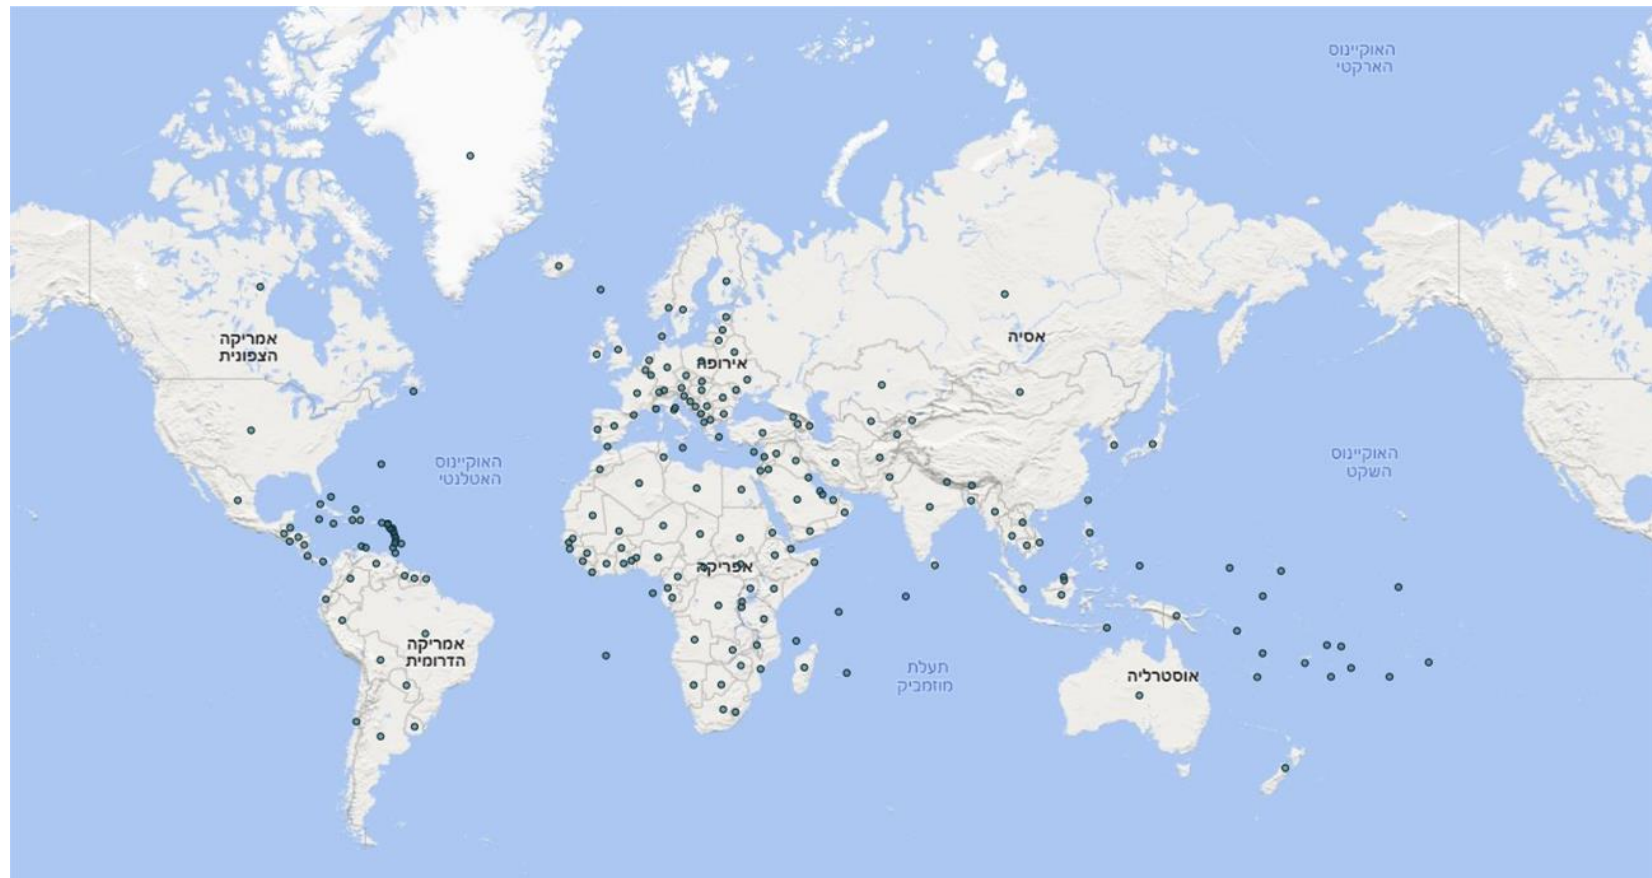 האוקיינוס
הארקטי
אמריקה
הצפונית
אסיה
אירופה
האוקיינוס
האטלנטי
האוקיינוס
השקט
אפריקה
אמריקה
הדרומית
תעלת
מוזמביק
אוסטרליה